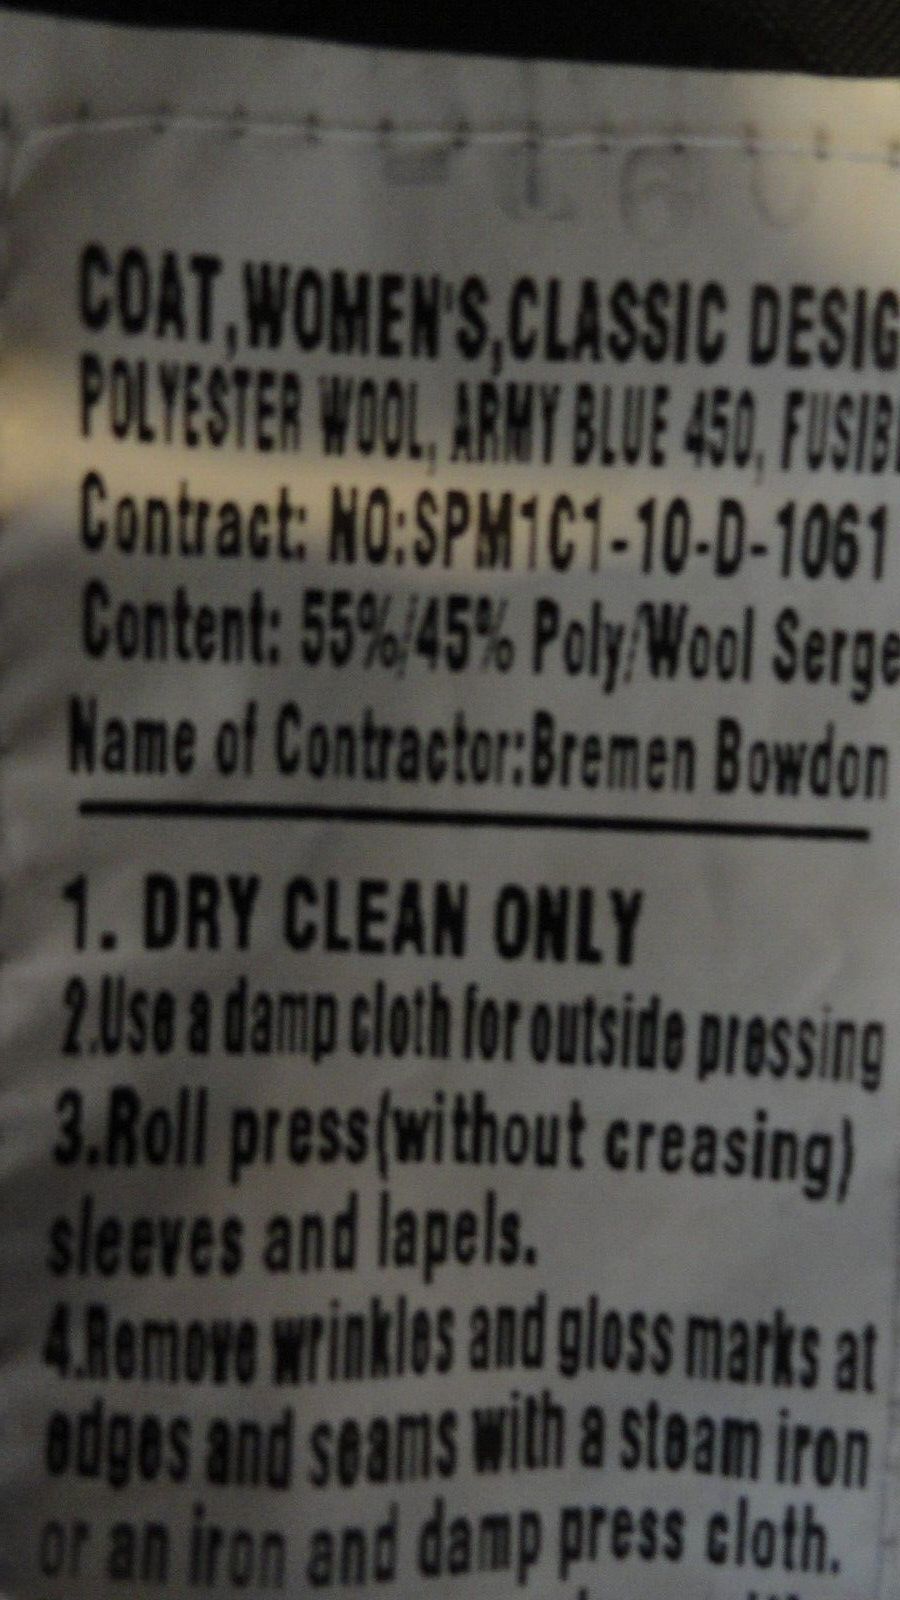 COAT,WOMEN'S,CLASSIC DESIG
POLYESTER WOOL, ARMY BLUE 450, FUSIBL
Contract: NO:SPM1C1-10-D-1061
Content: 55%/45% Poly/Wool Serge
Name of Contractor:Bremen Bowdon
1. DRY CLEAN ONLY
2.Use a damp cloth for outside pressing
3.Roll press(without creasing)
sleeves and lapels.
4.Remove wrinkles and gloss marks at
edges and seams with a steam iron
or an iron and damp press cloth.